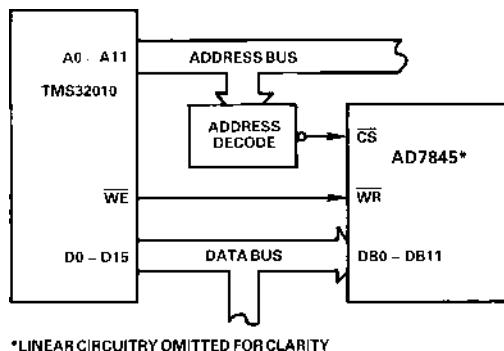 A0 – A11
ADDRESS BUS
TMS32010
ADDRESS
DECODE
CS
AD7845*
WE
WR
D0 – D15
DATA BUS
DB0 – DB11
*LINEAR CIRCUITRY OMITTED FOR CLARITY